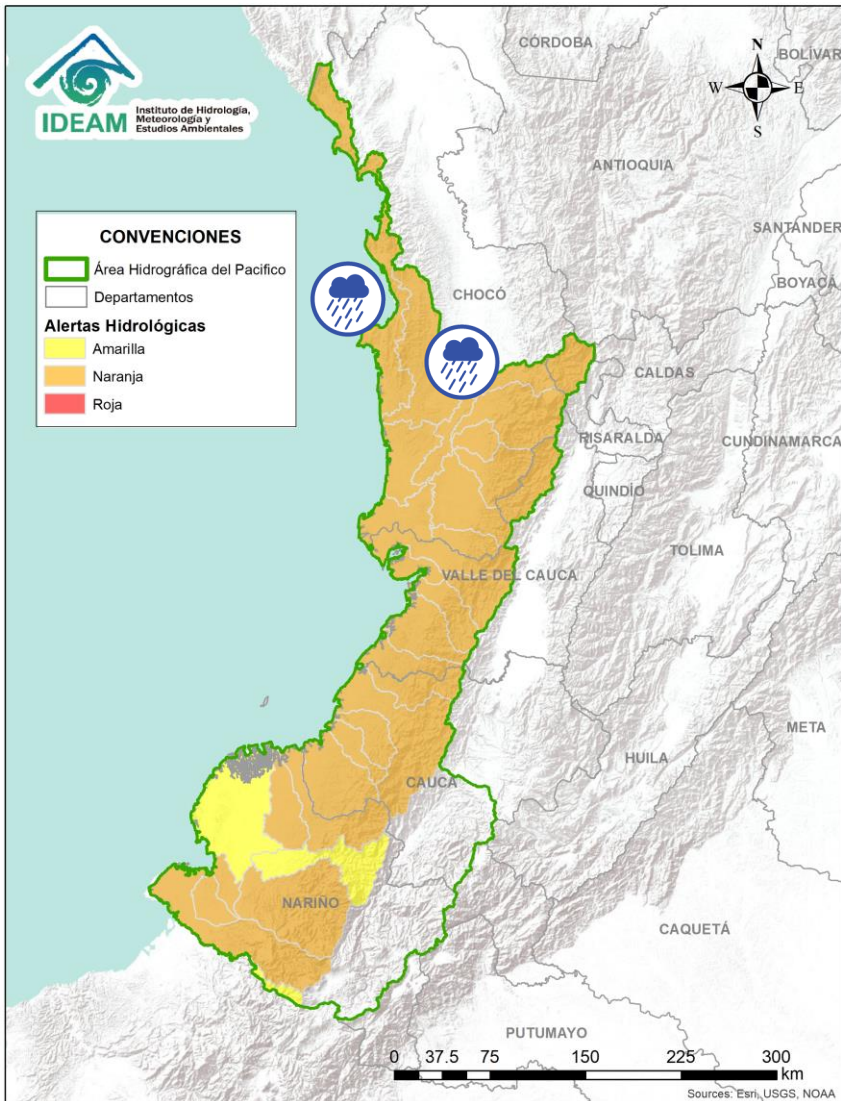 IDEAM
Instituto de Hidrología,
Meteorología y
Estudios Ambientales
N
W E
S
CONVENCIONES
Área Hidrográfica del Pacifico
Departamentos
Alertas Hidrológicas
Amarilla
Naranja
Roja
CÓRDOBA
BOLÍVAR
ANTIOQUIA
SANTANDER
BOYACÁ
CHOCÓ
CALDAS
RISARALDA
CUNDINAMARCA
QUINDÍO
TOLIMA
VALLE DEL CAUCA
META
HUILA
CAUCA
NARIÑO
CAQUETÁ
PUTUMAYO
0 37.5 75 150 225 300
km
Sources: Esri, USGS, NOAA